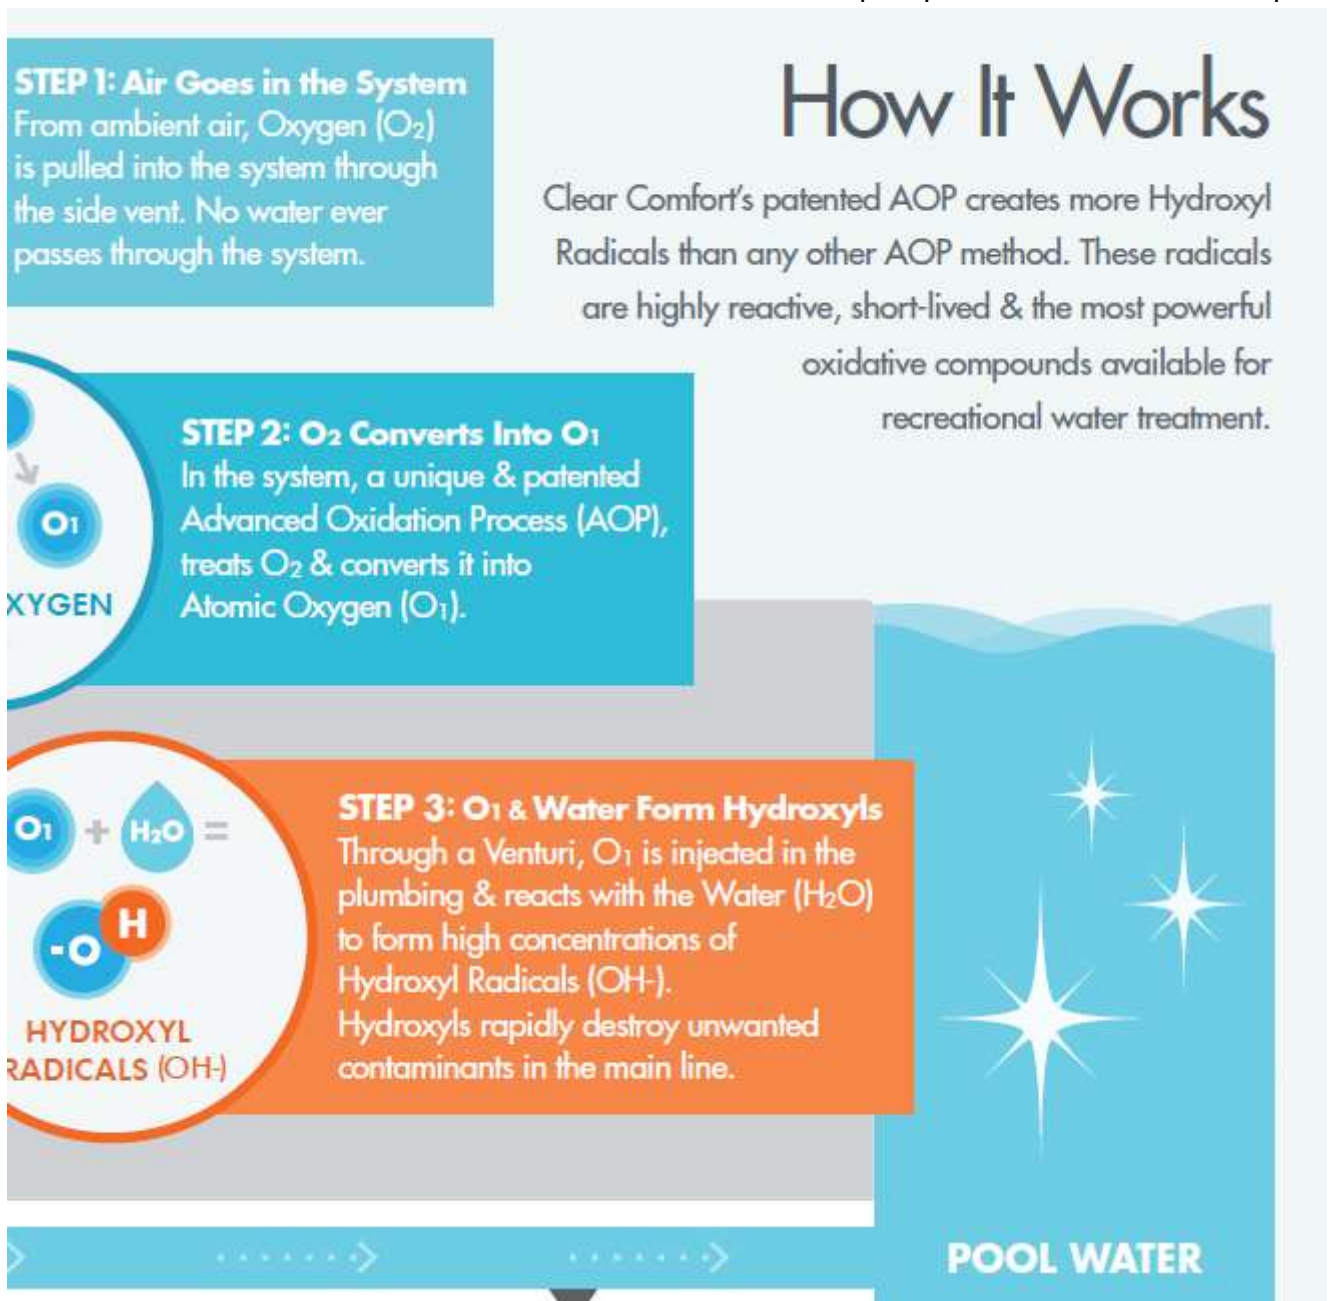 How It Works
Clear Comfort's patented AOP creates more Hydroxyl
Radicals than any other AOP method. These radicals
are highly reactive, short-lived & the most powerful
oxidative compounds available for
recreational water treatment.
STEP 1: Air Goes in the System
From ambient air, Oxygen (O₂)
is pulled into the system through
the side vent. No water ever
passes through the system.
STEP 2: O₂ Converts Into O₁
In the system, a unique & patented
Advanced Oxidation Process (AOP),
treats O₂ & converts it into
Atomic Oxygen (O₁).
O₁
XYGEN
STEP 3: O₁ & Water Form Hydroxyls
Through a Venturi, O₁ is injected in the
plumbing & reacts with the Water (H₂O)
to form high concentrations of
Hydroxyl Radicals (OH-).
Hydroxyls rapidly destroy unwanted
contaminants in the main line.
O₁ + H₂O =
-O H
HYDROXYL
RADICALS (OH-)
POOL WATER